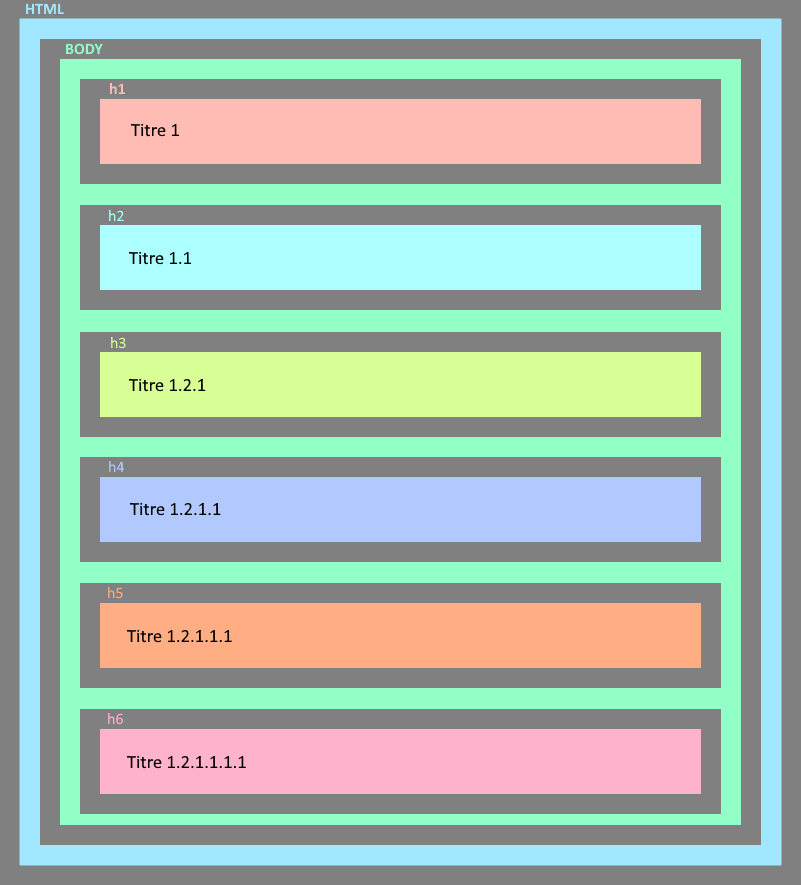 HTML
BODY
h1
Titre 1
h2
Titre 1.1
h3
Titre 1.2.1
h4
Titre 1.2.1.1
h5
Titre 1.2.1.1.1
h6
Titre 1.2.1.1.1.1